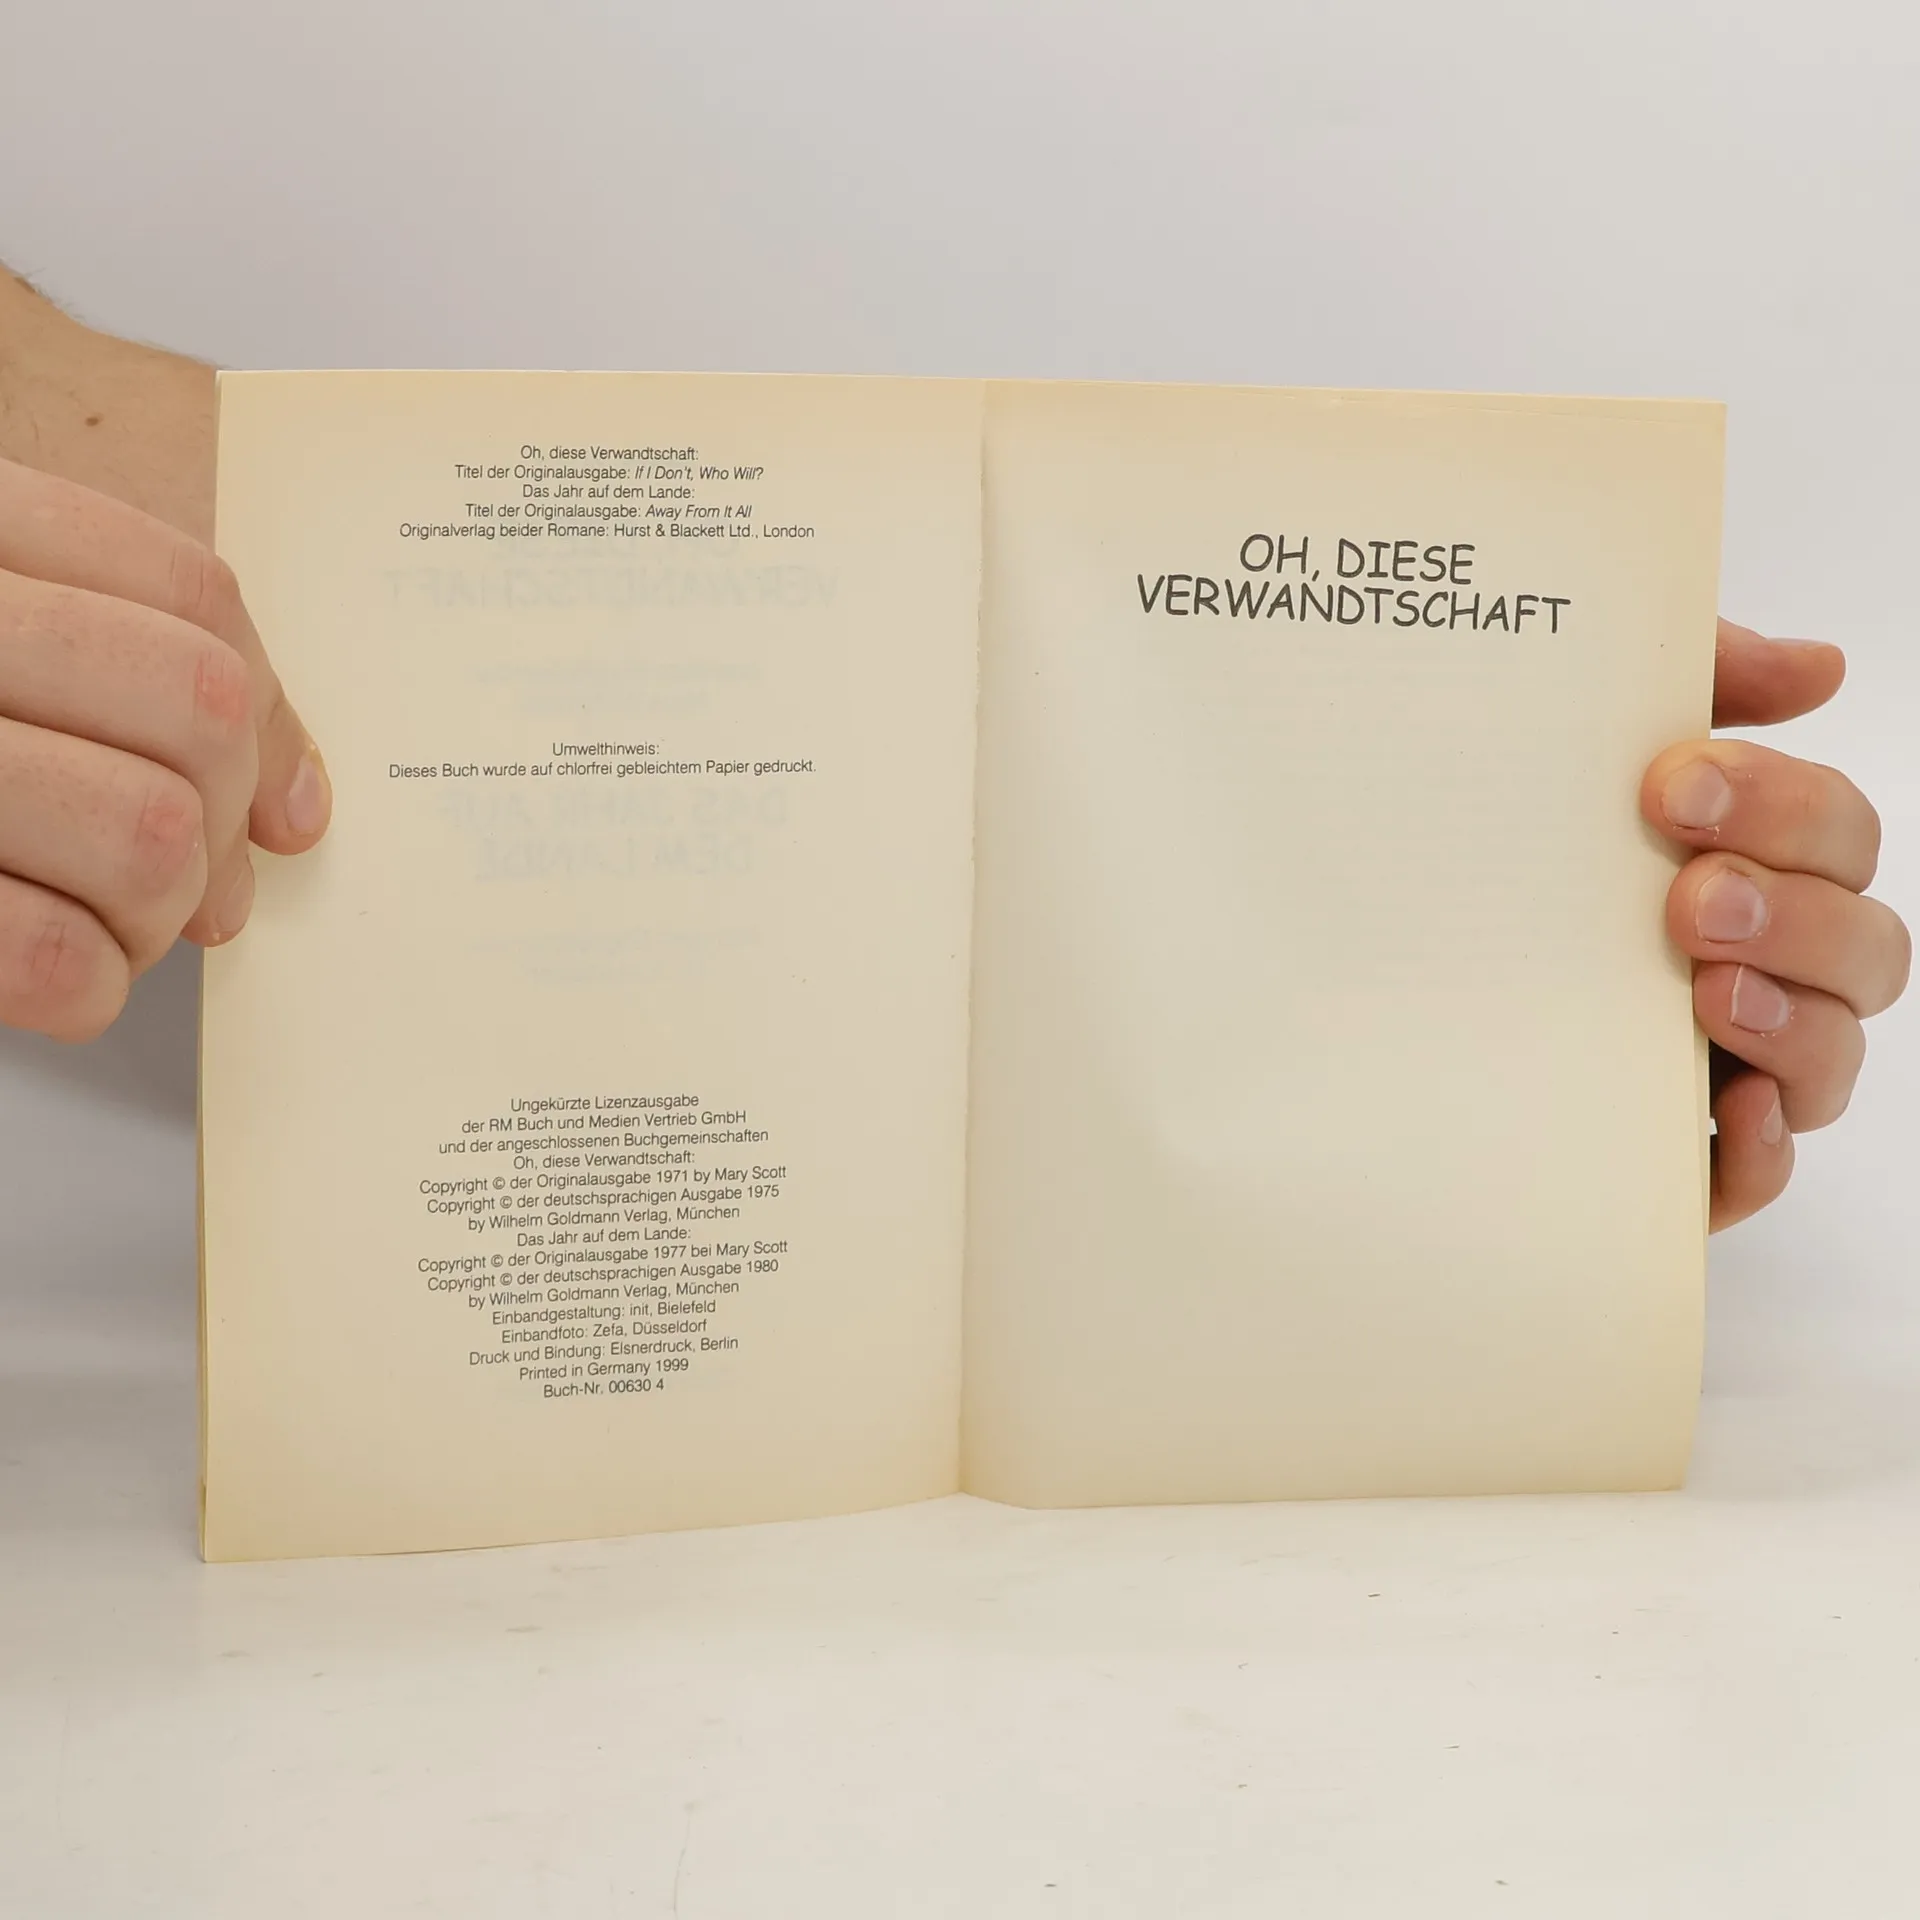 Oh, diese Verwandtschaft:
Titel der Originalausgabe: If I Don't, Who Will?
Das Jahr auf dem Lande:
Titel der Originalausgabe: Away From It All
Originalverlag beider Romane: Hurst & Blackett Ltd., London
Umwelthinweis:
Dieses Buch wurde auf chlorfrei gebleichtem Papier gedruckt.
Ungekürzte Lizenzausgabe
der RM Buch und Medien Vertrieb GmbH
und der angeschlossenen Buchgemeinschaften
Oh, diese Verwandtschaft:
Copyright © der Originalausgabe 1971 by Mary Scott
Copyright © der deutschsprachigen Ausgabe 1975
by Wilhelm Goldmann Verlag, München
Das Jahr auf dem Lande:
Copyright © der Originalausgabe 1977 bei Mary Scott
Copyright © der deutschsprachigen Ausgabe 1980
by Wilhelm Goldmann Verlag, München
Einbandgestaltung: init, Bielefeld
Einbandfoto: Zefa, Düsseldorf
Druck und Bindung: Elsnerdruck, Berlin
Printed in Germany 1999
Buch-Nr. 00630 4
OH, DIESE
VERWANDTSCHAFT